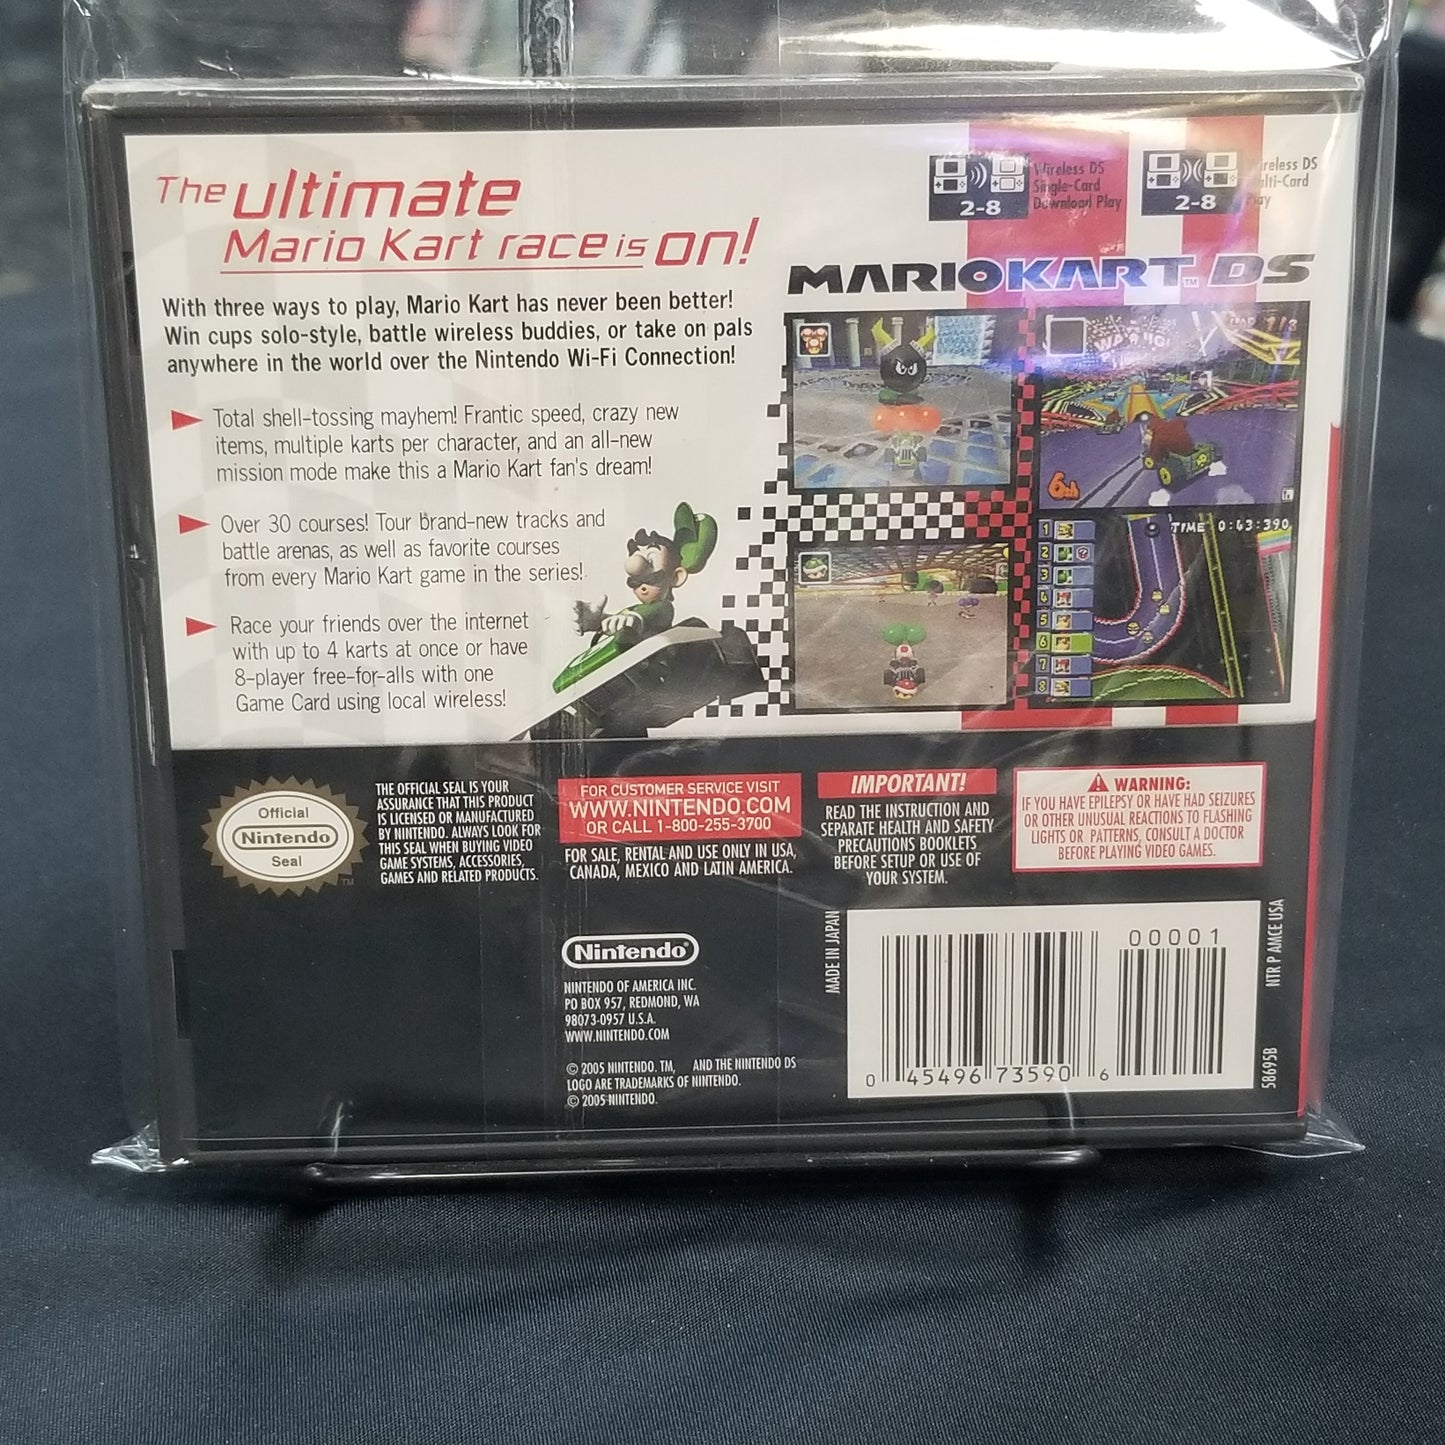 The ultimate
Mario Kart race is on!
With three ways to play, Mario Kart has never been better!
Win cups solo-style, battle wireless buddies, or take on pals
anywhere in the world over the Nintendo Wi-Fi Connection!
Total shell-tossing mayhem! Frantic speed, crazy new
items, multiple karts per character, and an all-new
mission mode make this a Mario Kart fan's dream!
Over 30 courses! Tour brand-new tracks and
battle arenas, as well as favorite courses
from every Mario Kart game in the series!
Race your friends over the internet
with up to 4 karts at once or have
8-player free-for-alls with one
Game Card using local wireless!
2-8
Wireless DS
Single-Card
Download Play
2-8
Wireless DS
Multi-Card
Play
MARIOKART™ DS
6th
TIME 0:43:390
1
2
3
4
5
6
7
8
Official
Nintendo
Seal
TM
THE OFFICIAL SEAL IS YOUR
ASSURANCE THAT THIS PRODUCT
IS LICENSED OR MANUFACTURED
BY NINTENDO. ALWAYS LOOK FOR
THIS SEAL WHEN BUYING VIDEO
GAME SYSTEMS, ACCESSORIES,
GAMES AND RELATED PRODUCTS.
FOR CUSTOMER SERVICE VISIT
WWW.NINTENDO.COM
OR CALL 1-800-255-3700
FOR SALE, RENTAL AND USE ONLY IN USA,
CANADA, MEXICO AND LATIN AMERICA.
IMPORTANT!
READ THE INSTRUCTION AND
SEPARATE HEALTH AND SAFETY
PRECAUTIONS BOOKLETS
BEFORE SETUP OR USE OF
YOUR SYSTEM.
WARNING:
IF YOU HAVE EPILEPSY OR HAVE HAD SEIZURES
OR OTHER UNUSUAL REACTIONS TO FLASHING
LIGHTS OR PATTERNS, CONSULT A DOCTOR
BEFORE PLAYING VIDEO GAMES.
Nintendo®
NINTENDO OF AMERICA INC.
PO BOX 957, REDMOND, WA
98073-0957 U.S.A.
WWW.NINTENDO.COM
© 2005 NINTENDO. TM, AND THE NINTENDO DS
LOGO ARE TRADEMARKS OF NINTENDO.
© 2005 NINTENDO.
MADE IN JAPAN
00001
0 45496 73590 6
NTR P AMCE USA
58695B